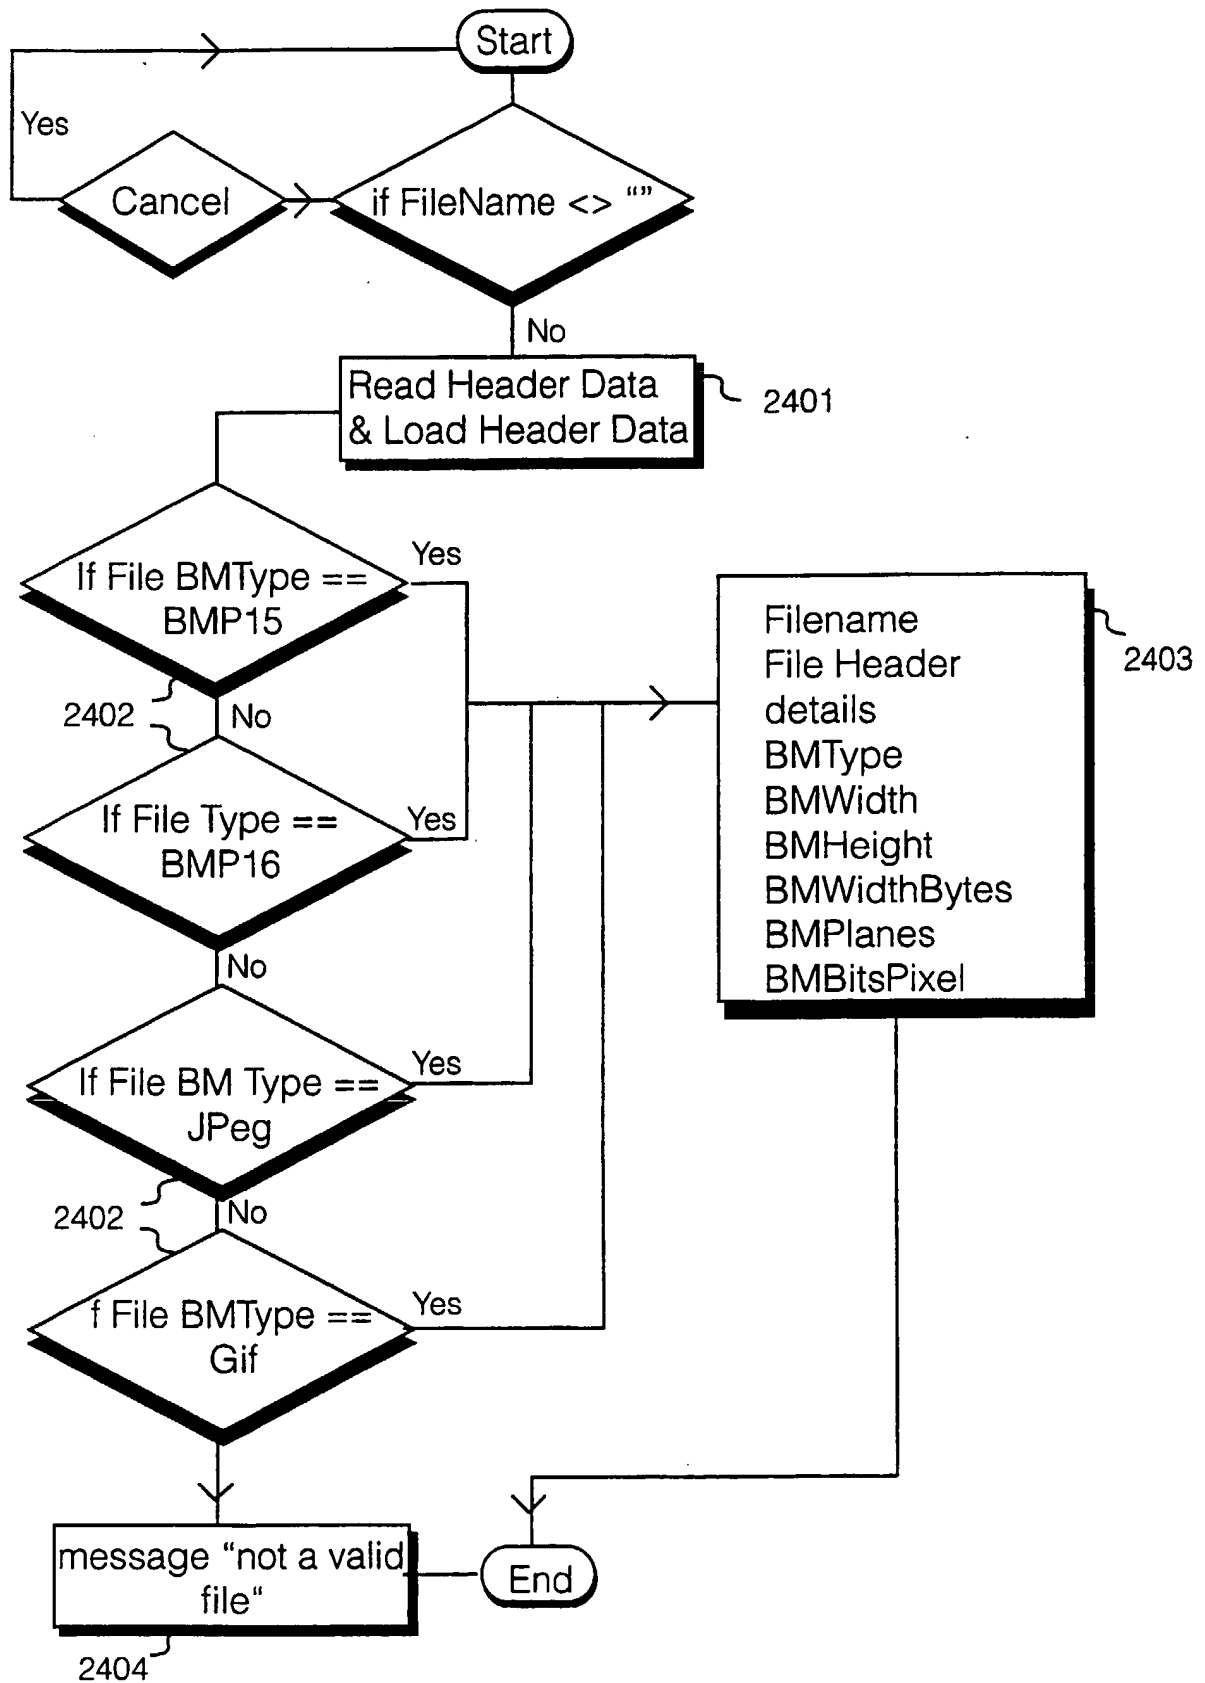 Start
Yes
Cancel
if FileName <> “”
No
Read Header Data
& Load Header Data
2401
Yes
If File BMType ==
BMP15
2402
No
Yes
If File Type ==
BMP16
No
Yes
If File BM Type ==
JPeg
2402
No
Yes
f File BMType ==
Gif
Filename
File Header
details
BMType
BMWidth
BMHeight
BMWidthBytes
BMPlanes
BMBitsPixel
2403
message “not a valid
file“
2404
End